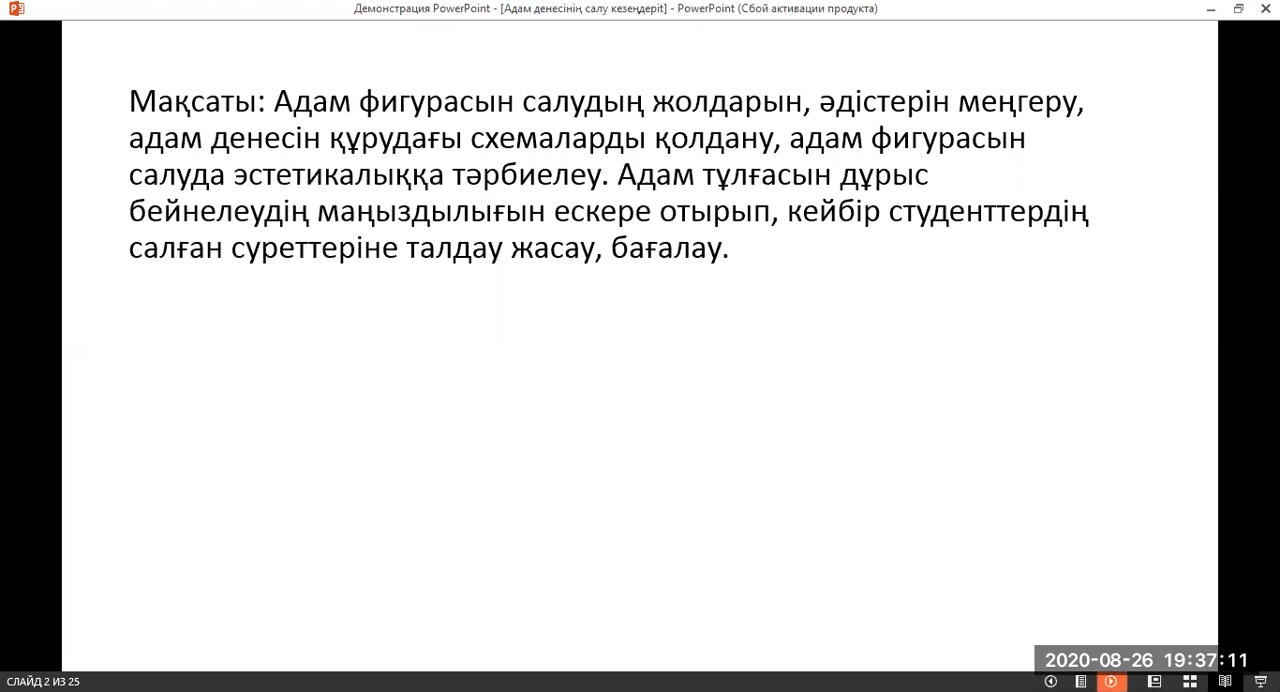 Демонстрация PowerPoint - [Адам денесінің салу кезеңдеріt] - PowerPoint (Сбой активации продукта)
Мақсаты: Адам фигурасын салудың жолдарын, әдістерін меңгеру,
адам денесін құрудағы схемаларды қолдану, адам фигурасын
салуда эстетикалыққа тәрбиелеу. Адам тұлғасын дұрыс
бейнелеудің маңыздылығын ескере отырып, кейбір студенттердің
салған суреттеріне талдау жасау, бағалау.
2020-08-26 19:37:11
СЛАЙД 2 ИЗ 25